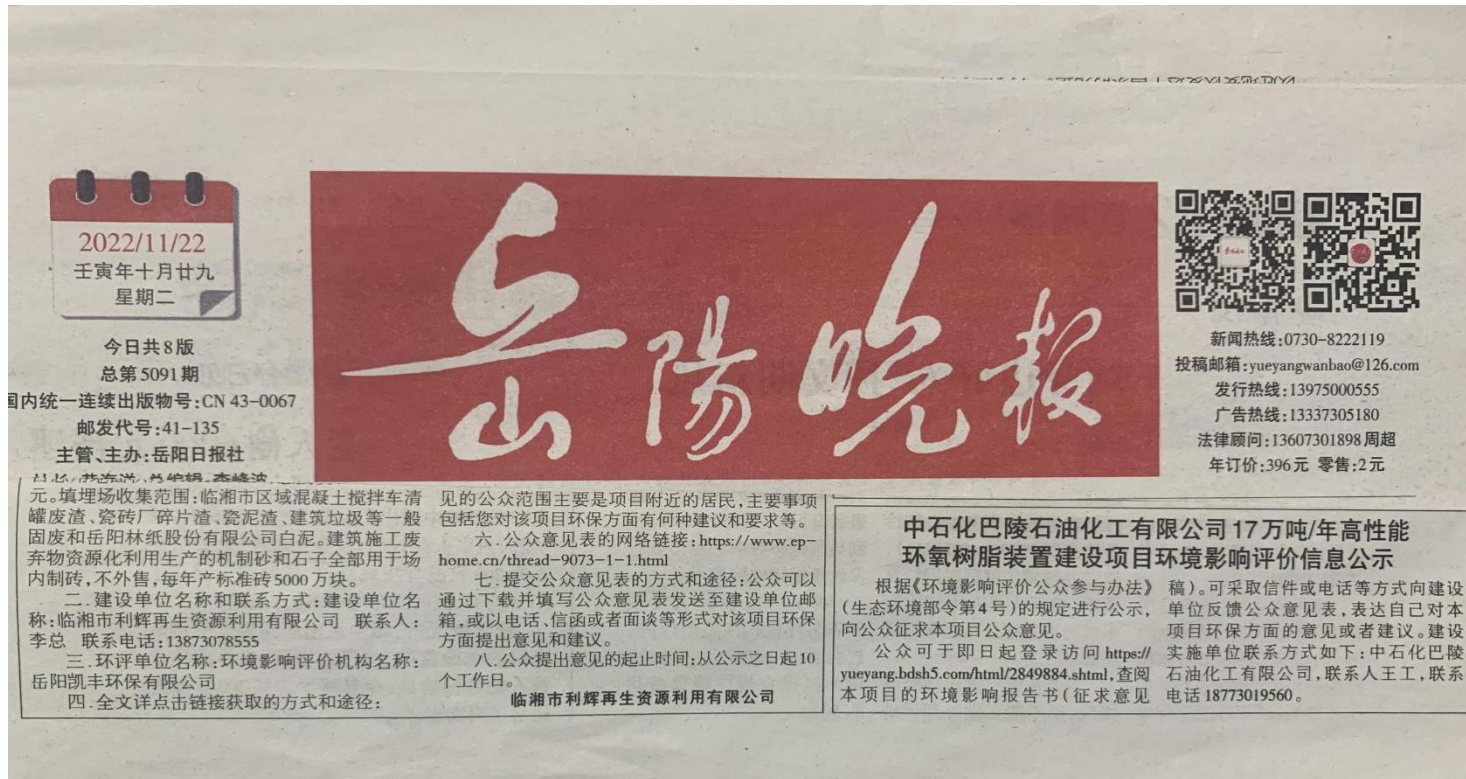 2022/11/22
壬寅年十月廿九
星期二
今日共8版
总第5091期
国内统一连续出版物号:CN 43-0067
邮发代号:41-135
主管、主办:岳阳日报社
岳陽晚報
新闻热线:0730-8222119
投稿邮箱:yueyangwanbao@126.com
发行热线:13975000555
广告热线:13337305180
法律顾问:13607301898 周超
年订价:396元 零售:2元
元。填埋场收集范围:临湘市区域混凝土搅拌车清
罐废渣、瓷砖厂碎片渣、瓷泥渣、建筑垃圾等一般
固废和岳阳林纸股份有限公司白泥。建筑施工废
弃物资源化利用生产的机制砂和石子全部用于场
内制砖,不外售,每年产标准砖5000万块。
二.建设单位名称和联系方式:建设单位名
称:临湘市利辉再生资源利用有限公司 联系人:
李总 联系电话:13873078555
三.环评单位名称:环境影响评价机构名称:
岳阳凯丰环保有限公司
四.全文详点击链接获取的方式和途径:
见的公众范围主要是项目附近的居民,主要事项
包括您对该项目环保方面有何种建议和要求等。
六.公众意见表的网络链接:https://www.ep-
home.cn/thread-9073-1-1.html
七.提交公众意见表的方式和途径:公众可以
通过下载并填写公众意见表发送至建设单位邮
箱,或以电话、信函或者面谈等形式对该项目环保
方面提出意见和建议。
八.公众提出意见的起止时间:从公示之日起10
个工作日。
临湘市利辉再生资源利用有限公司
中石化巴陵石油化工有限公司17万吨/年高性能
环氧树脂装置建设项目环境影响评价信息公示
根据《环境影响评价公众参与办法》
(生态环境部令第4号)的规定进行公示,
向公众征求本项目公众意见。
公众可于即日起登录访问https://
yueyang.bdsh5.com/html/2849884.shtml,查阅
本项目的环境影响报告书(征求意见
稿)。可采取信件或电话等方式向建设
单位反馈公众意见表,表达自己对本
项目环保方面的意见或者建议。建设
实施单位联系方式如下:中石化巴陵
石油化工有限公司,联系人王工,联系
电话18773019560。